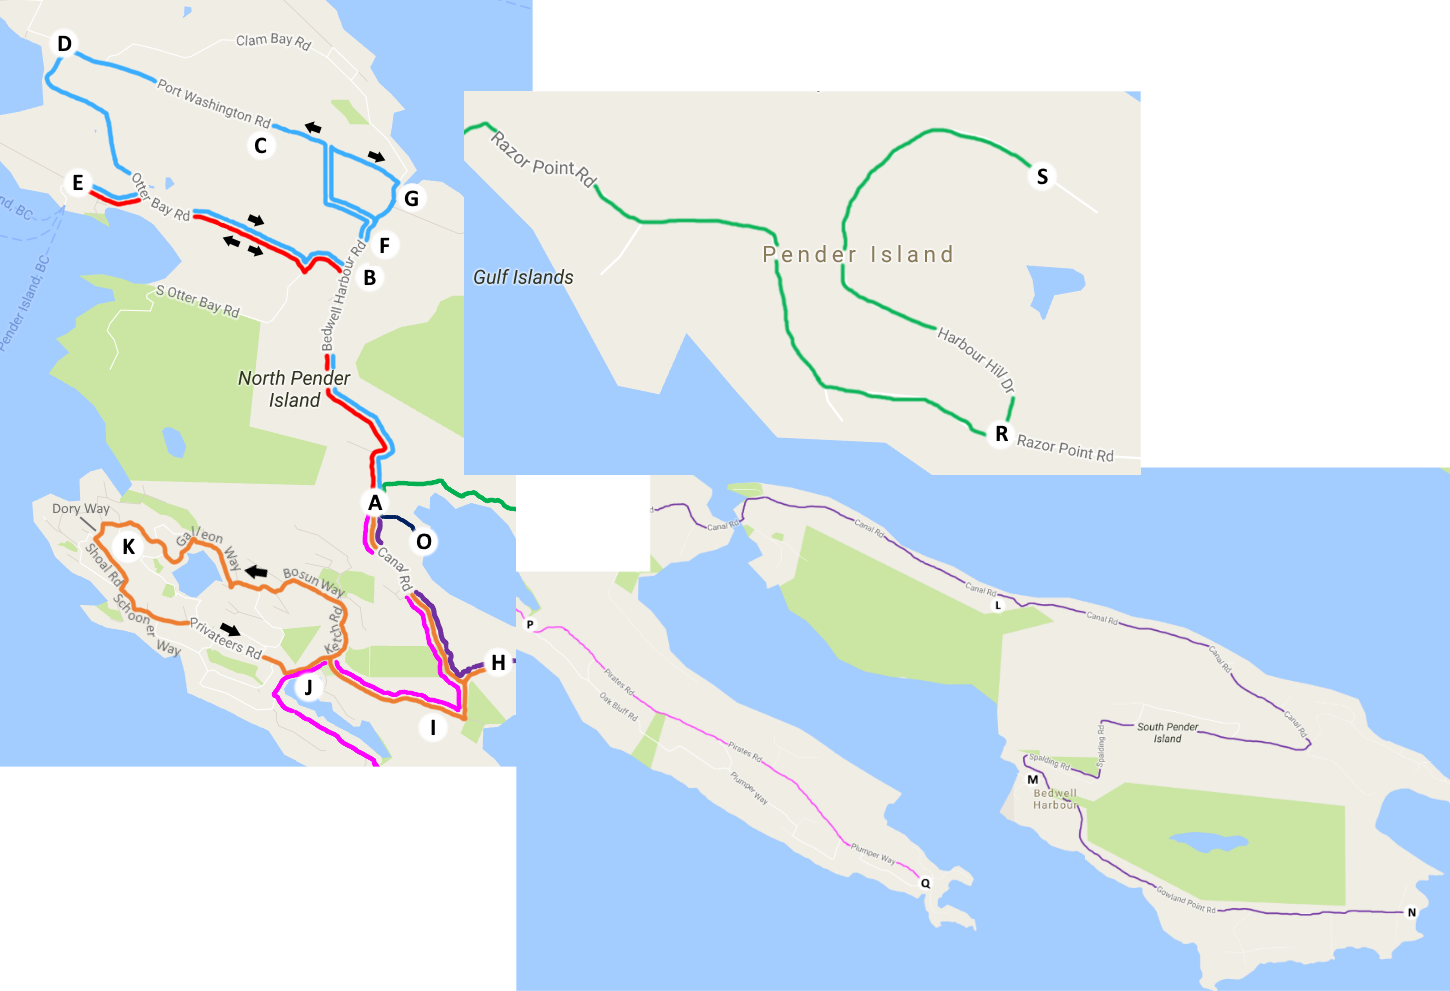 D
Clam Bay Rd
Port Washington Rd
C
E
Otter Bay Rd
G
F
B
nd, BC
Pender Island, BC
S Otter Bay Rd
Bedwell Harbour Rd
North Pender
Island
A
O
Canal Rd
Dory Way
K
Galleon Way
Shoal Rd
Bosun Way
Schooner Way
Privateers Rd
Ketch Rd
H
J
I
Razor Point Rd
S
Pender Island
Gulf Islands
Harbour Hill Dr
R
Razor Point Rd
d
Canal Rd
Canal Rd
Canal Rd
L
Canal Rd
Canal Rd
Canal Rd
P
Pirates Rd
Oak Bluff Rd
Pirates Rd
Plumper Way
Plumper Way
Q
South Pender
Island
Spalding Rd
Spalding Rd
M
Bedwell
Harbour
Gowland Point Rd
N